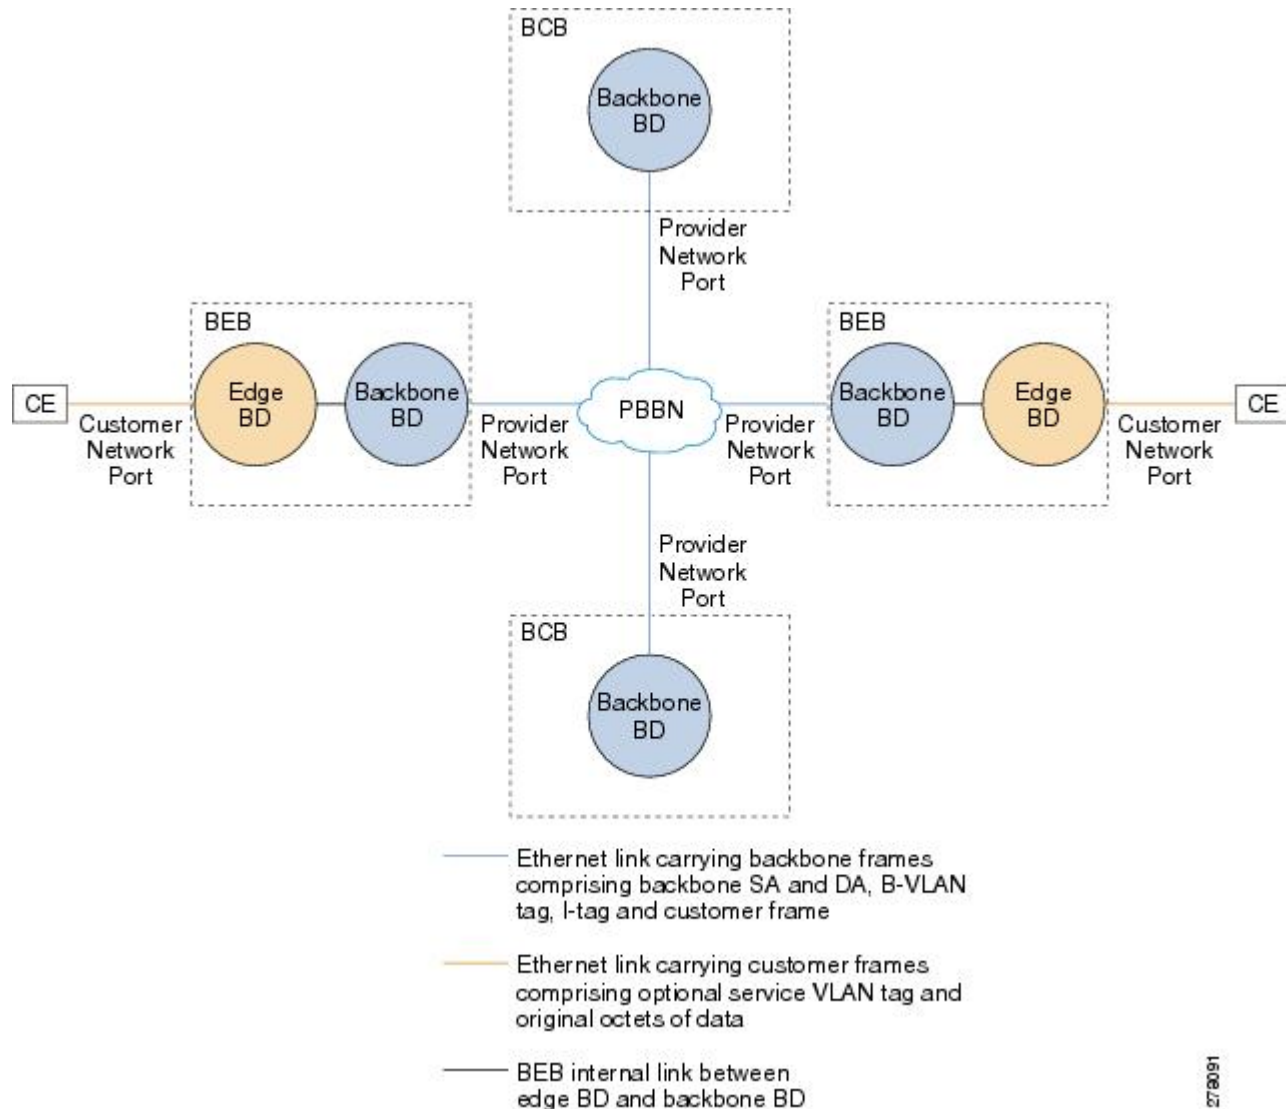 BCB
Backbone
BD
Provider
Network
Port
BEB
BEB
CE
Edge
BD
Backbone
BD
PBBN
Backbone
BD
Edge
BD
CE
Customer
Network
Port
Provider
Network
Port
Provider
Network
Port
Customer
Network
Port
Provider
Network
Port
BCB
Backbone
BD
Ethernet link carrying backbone frames
comprising backbone SA and DA, B-VLAN
tag, I-tag and customer frame
Ethernet link carrying customer frames
comprising optional service VLAN tag and
original octets of data
BEB internal link between
edge BD and backbone BD
279091